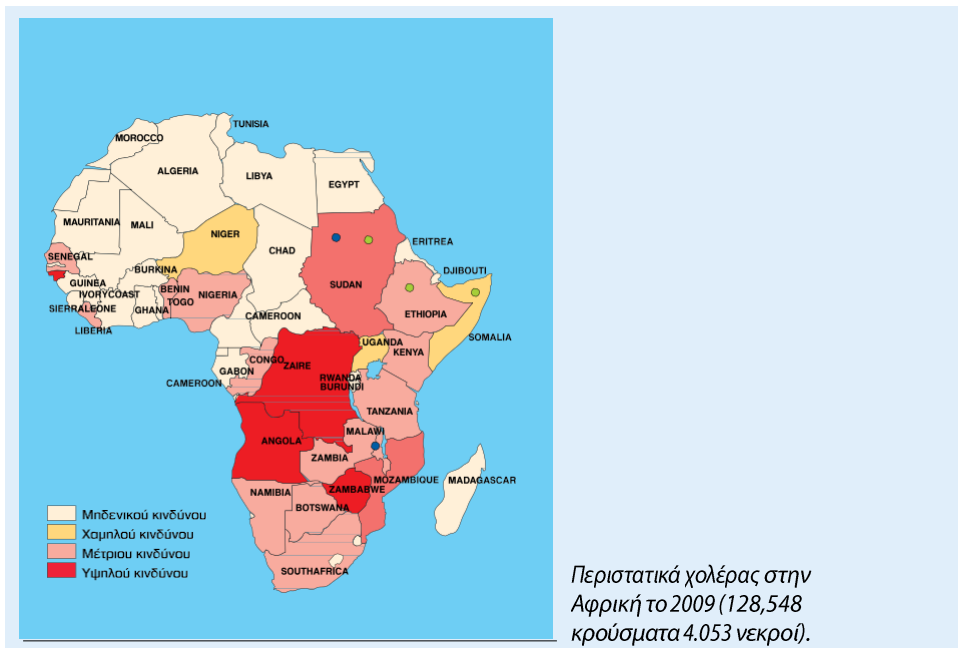 TUNISIA
MOROCCO
ALGERIA
LIBYA
EGYPT
MAURITANIA
MALI
NIGER
CHAD
ERITREA
SENEGAL
BURKINA
DJIBOUTI
GUINEA
BENIN
SUDAN
IVORYCOAST
NIGERIA
TOGO
SIERRALEONE
GHANA
CAMEROON
ETHIOPIA
LIBERIA
SOMALIA
UGANDA
KENYA
CONGO
ZAIRE
GABON
RWANDA
CAMEROON
BURUNDI
TANZANIA
MALAWI
ANGOLA
ZAMBIA
MOZAMBIQUE
MADAGASCAR
NAMIBIA
ZAMBABWE
BOTSWANA
SOUTHAFRICA
Μηδενικού κινδύνου
Χαμηλού κινδύνου
Μέτριου κινδύνου
Υψηλού κινδύνου
Περιστατικά χολέρας στην
Αφρική το 2009 (128,548
κρούσματα 4.053 νεκροί).